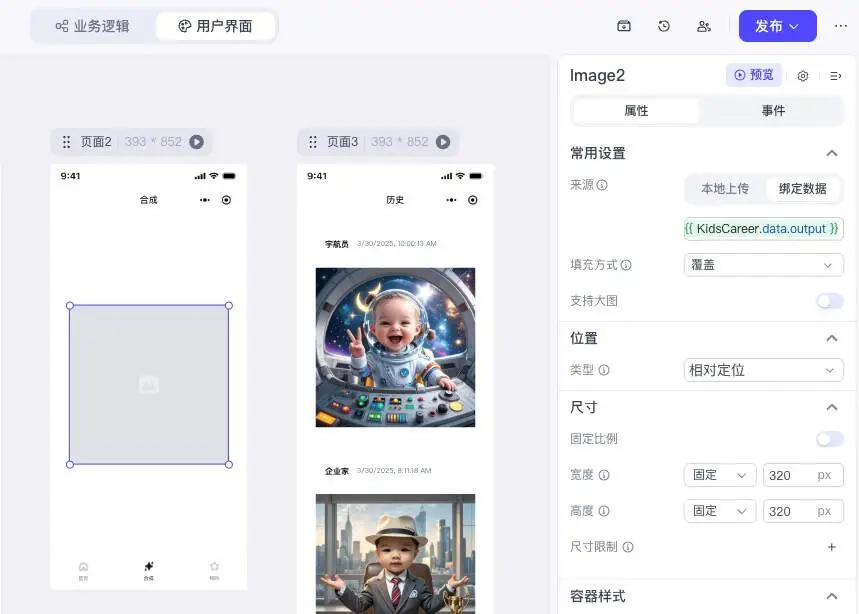 业务逻辑
用户界面
发布
Image2
预览
属性
事件
常用设置
来源
本地上传
绑定数据
{{ KidsCareer.data.output }}
填充方式
覆盖
支持大图
位置
类型
相对定位
尺寸
固定比例
宽度
固定
320
px
高度
固定
320
px
尺寸限制
容器样式
页面2
393 * 852
9:41
合成
首页
合成
页面3
393 * 852
9:41
历史
宇航员
3/30/2025, 10:00:13 AM
企业家
3/30/2025, 8:11:18 AM